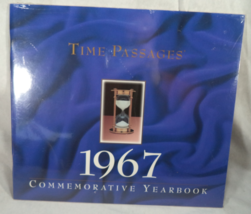 TIME PASSAGES
1967
COMMEMORATIVE YEARBOOK